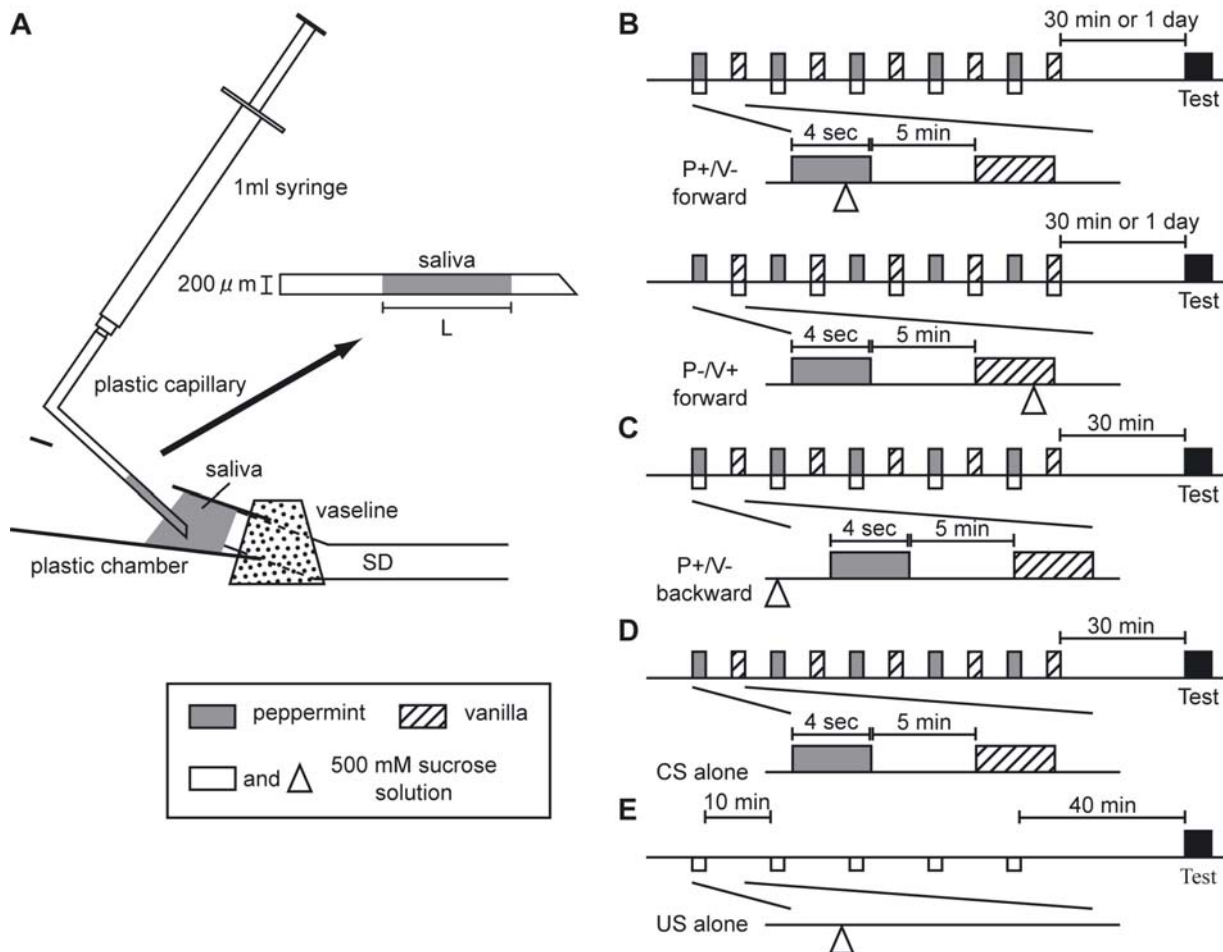 A
1ml syringe
saliva
200 μ m
L
plastic capillary
saliva
vaseline
plastic chamber
SD
peppermint
vanilla
and
500 mM sucrose
solution
B
30 min or 1 day
Test
4 sec
5 min
P+/V-
forward
30 min or 1 day
Test
4 sec
5 min
P-/V+
forward
C
30 min
Test
4 sec
5 min
P+/V-
backward
D
30 min
Test
4 sec
5 min
CS alone
E
10 min
40 min
Test
US alone